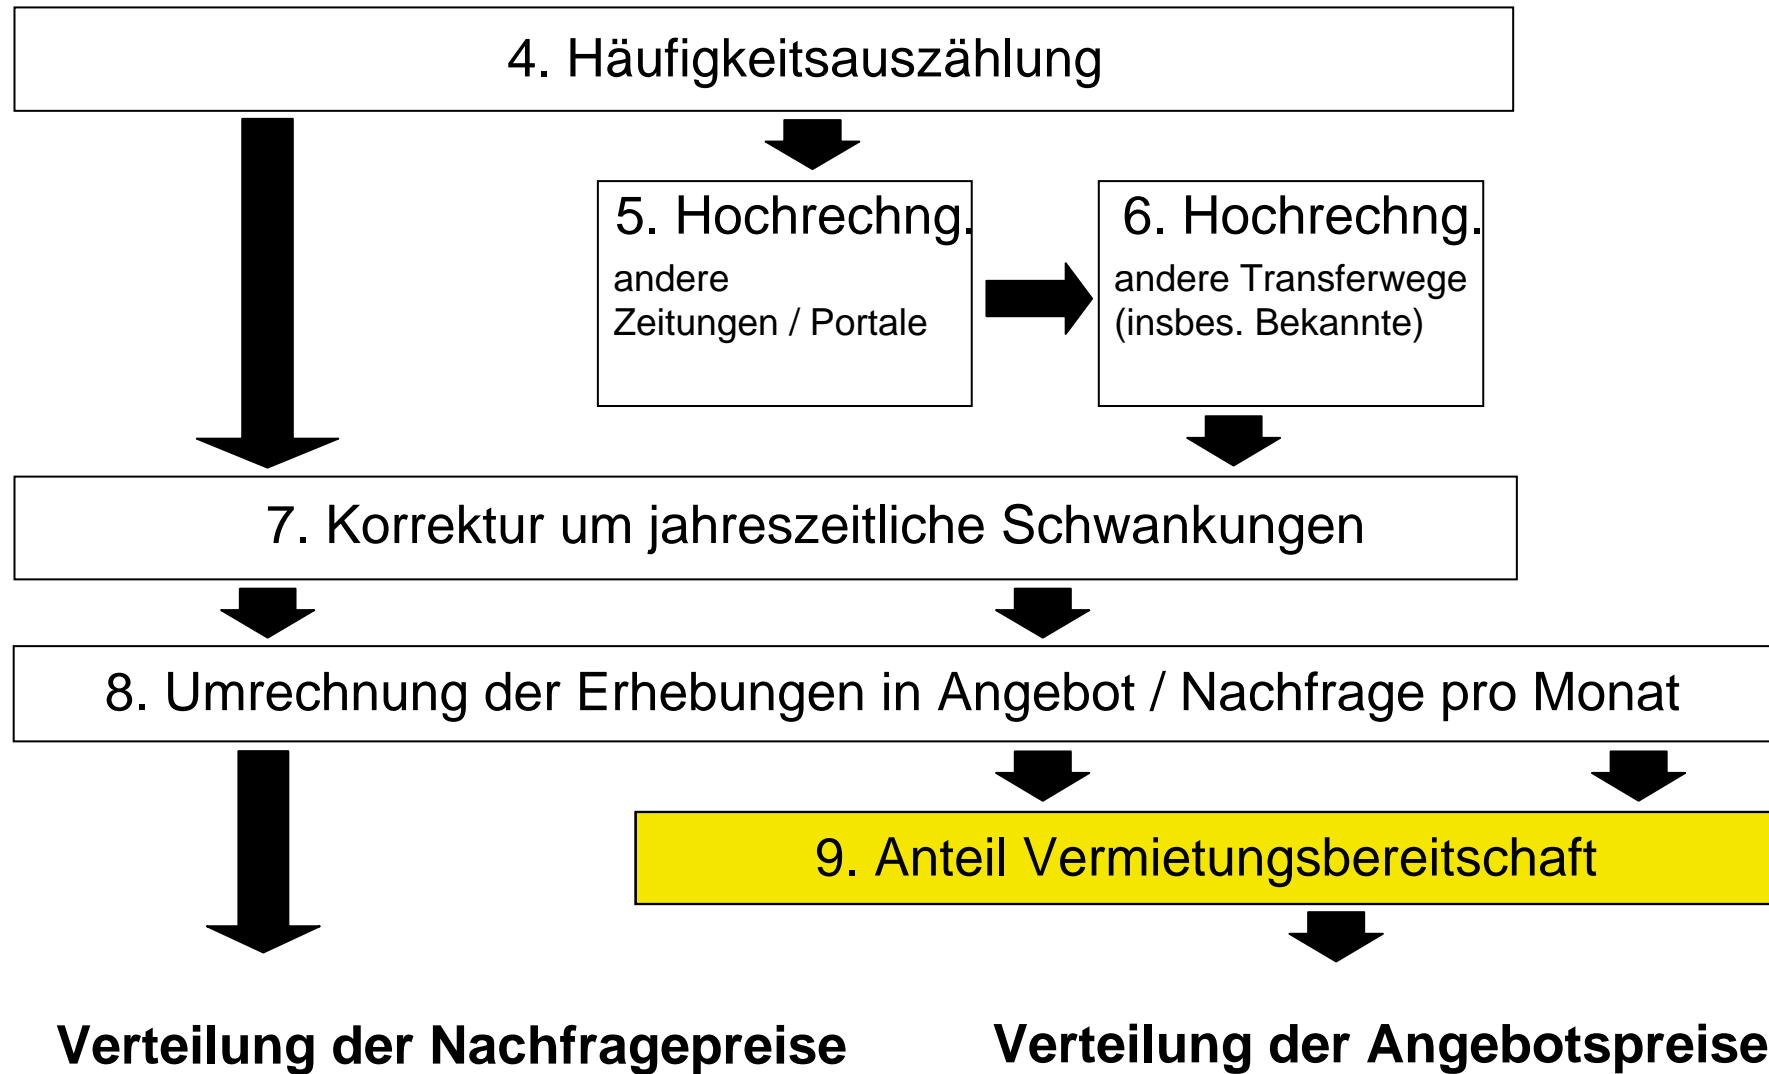 4. Häufigkeitsauszählung
5. Hochrechng.
andere
Zeitungen / Portale
6. Hochrechng.
andere Transferwege
(insbes. Bekannte)
7. Korrektur um jahreszeitliche Schwankungen
8. Umrechnung der Erhebungen in Angebot / Nachfrage pro Monat
9. Anteil Vermietungsbereitschaft
Verteilung der Nachfragepreise
Verteilung der Angebotspreise